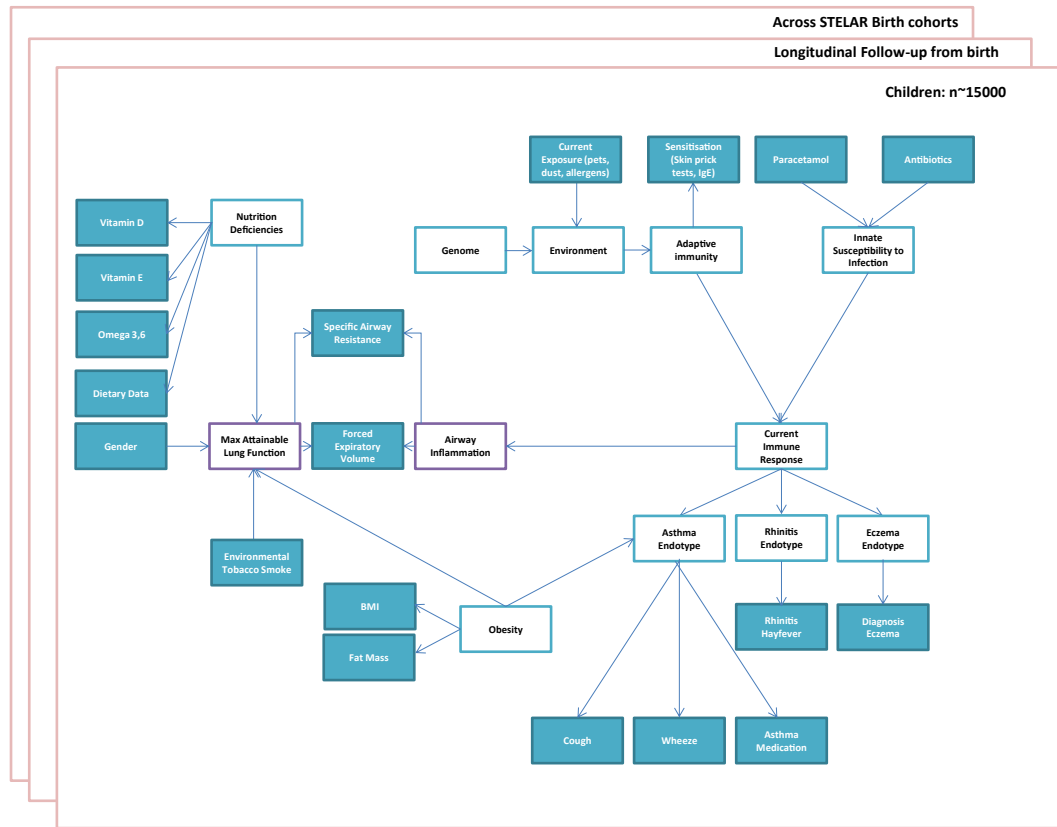 Across STELAR Birth cohorts
Longitudinal Follow-up from birth
Children: n~15000
Current
Exposure (pets,
dust, allergens)
Sensitisation
(Skin prick
tests, IgE)
Paracetamol
Antibiotics
Vitamin D
Nutrition
Deficiencies
Genome
Environment
Adaptive
immunity
Innate
Susceptibility to
Infection
Vitamin E
Omega 3,6
Specific Airway
Resistance
Dietary Data
Gender
Max Attainable
Lung Function
Forced
Expiratory
Volume
Airway
Inflammation
Current
Immune
Response
Asthma
Endotype
Rhinitis
Endotype
Eczema
Endotype
Environmental
Tobacco Smoke
BMI
Obesity
Fat Mass
Rhinitis
Hayfever
Diagnosis
Eczema
Cough
Wheeze
Asthma
Medication